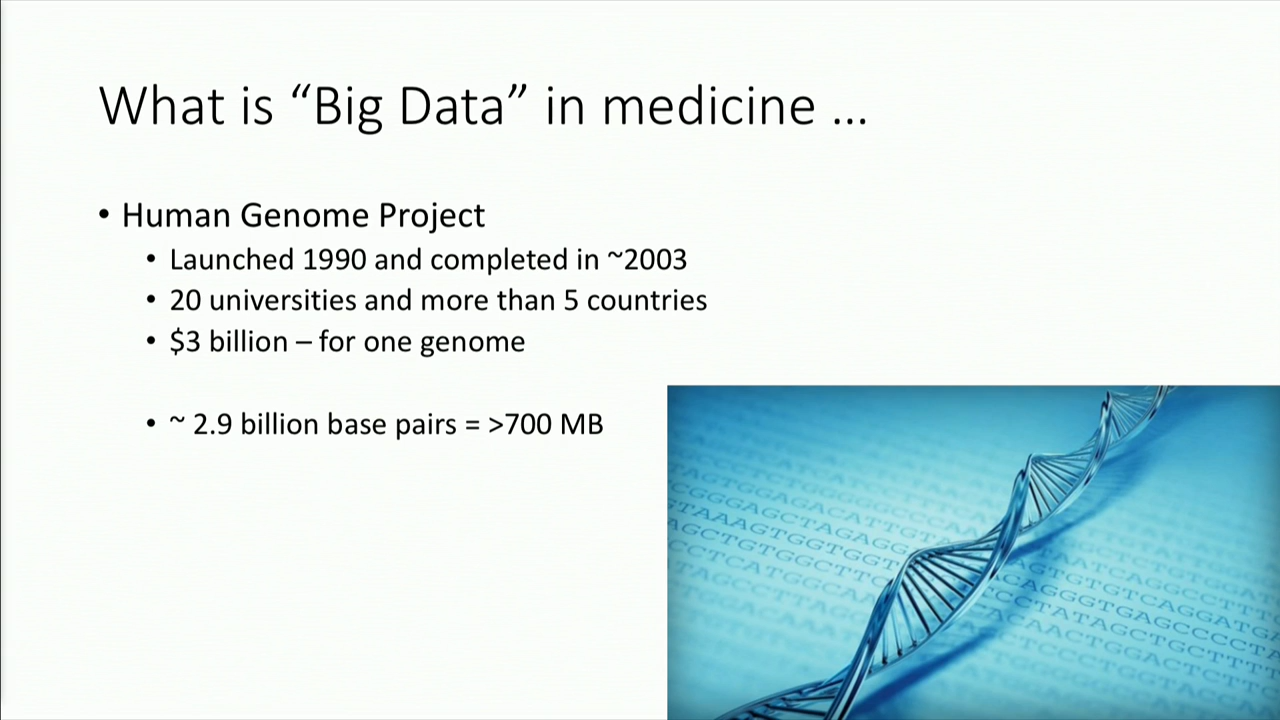 What is “Big Data” in medicine ...
• Human Genome Project
• Launched 1990 and completed in ~2003
• 20 universities and more than 5 countries
• $3 billion – for one genome
• ~ 2.9 billion base pairs = >700 MB